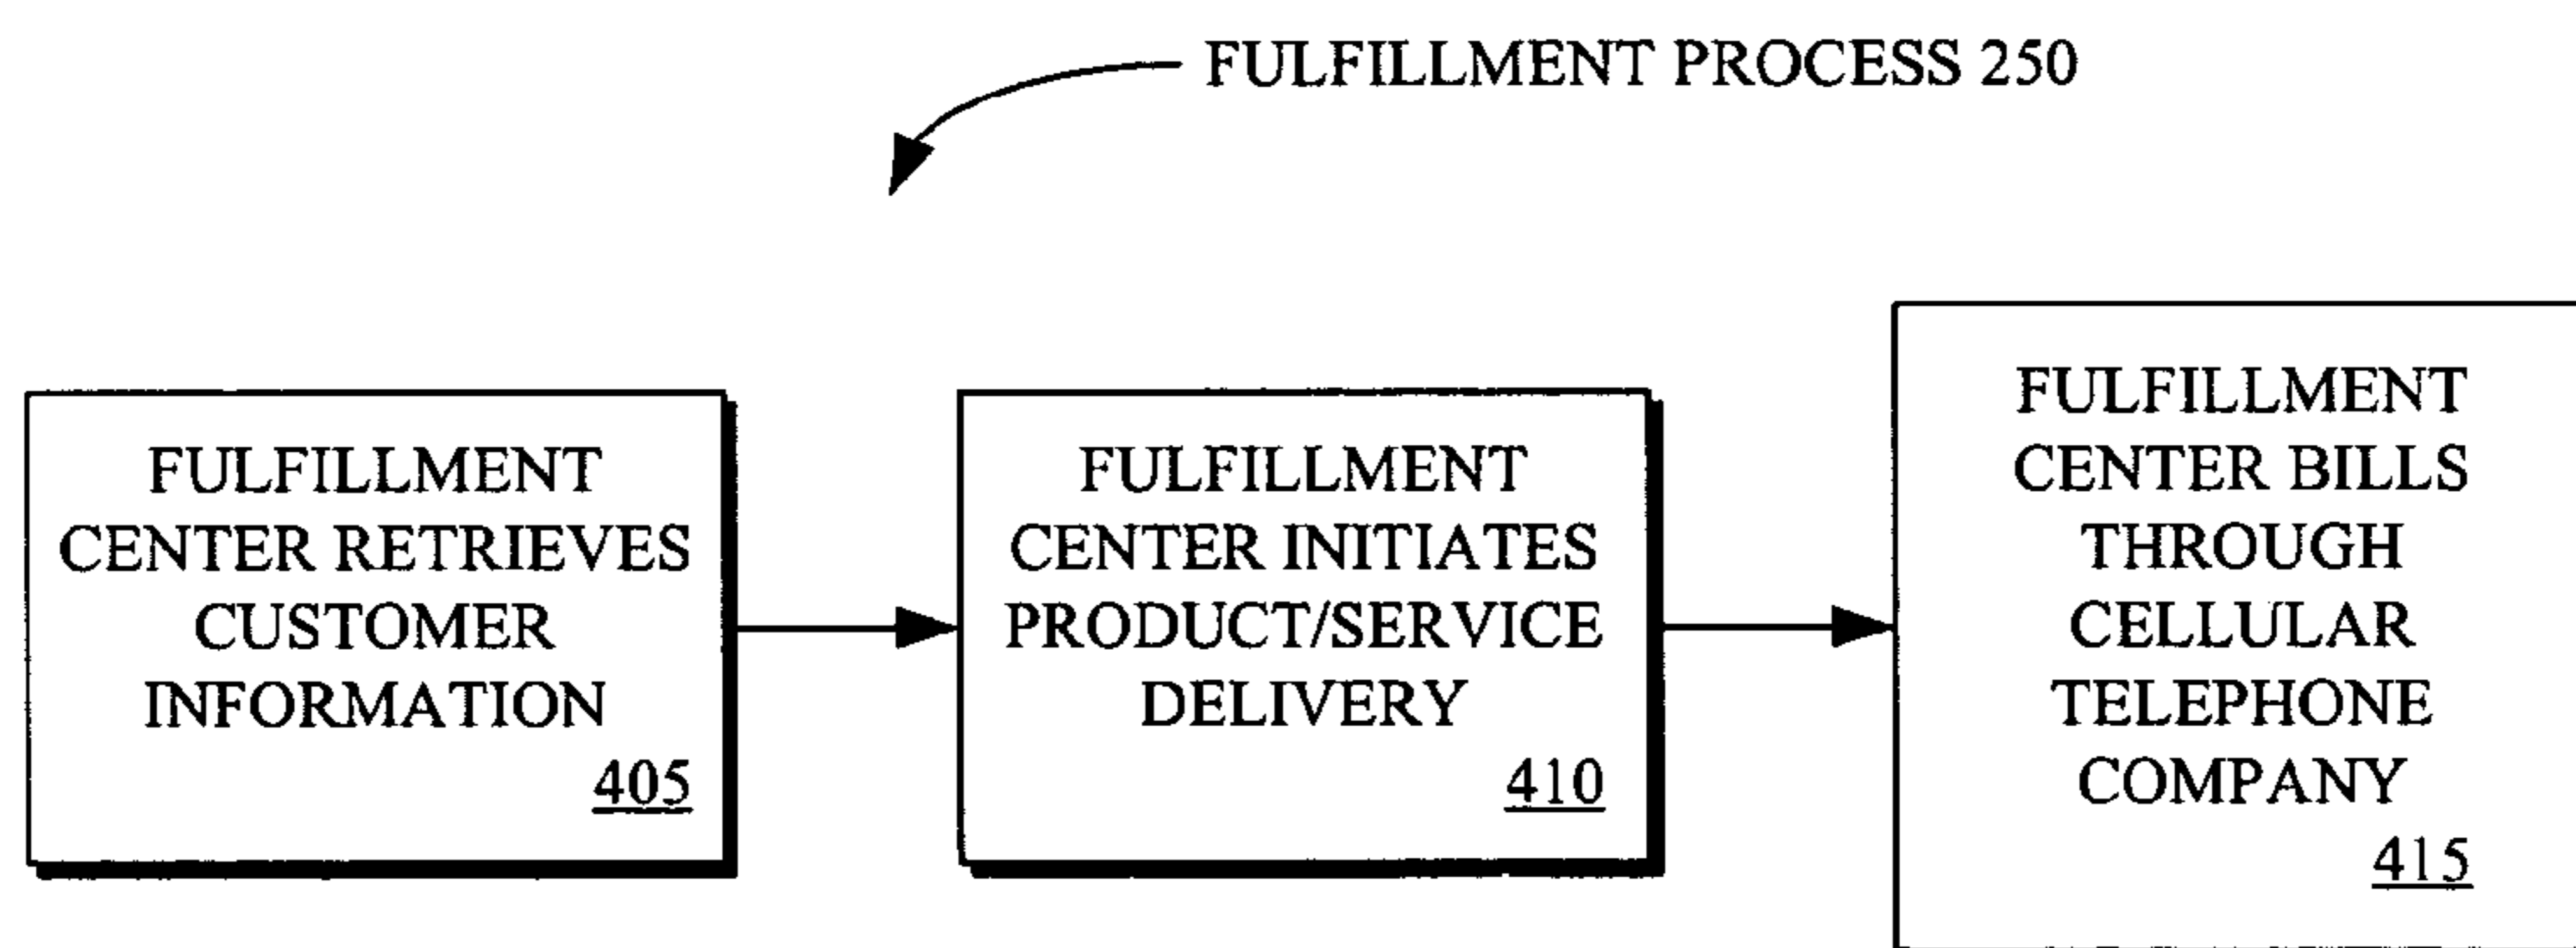 FULFILLMENT PROCESS 250
FULFILLMENT
CENTER RETRIEVES
CUSTOMER
INFORMATION
405
FULFILLMENT
CENTER INITIATES
PRODUCT/SERVICE
DELIVERY
410
FULFILLMENT
CENTER BILLS
THROUGH
CELLULAR
TELEPHONE
COMPANY
415